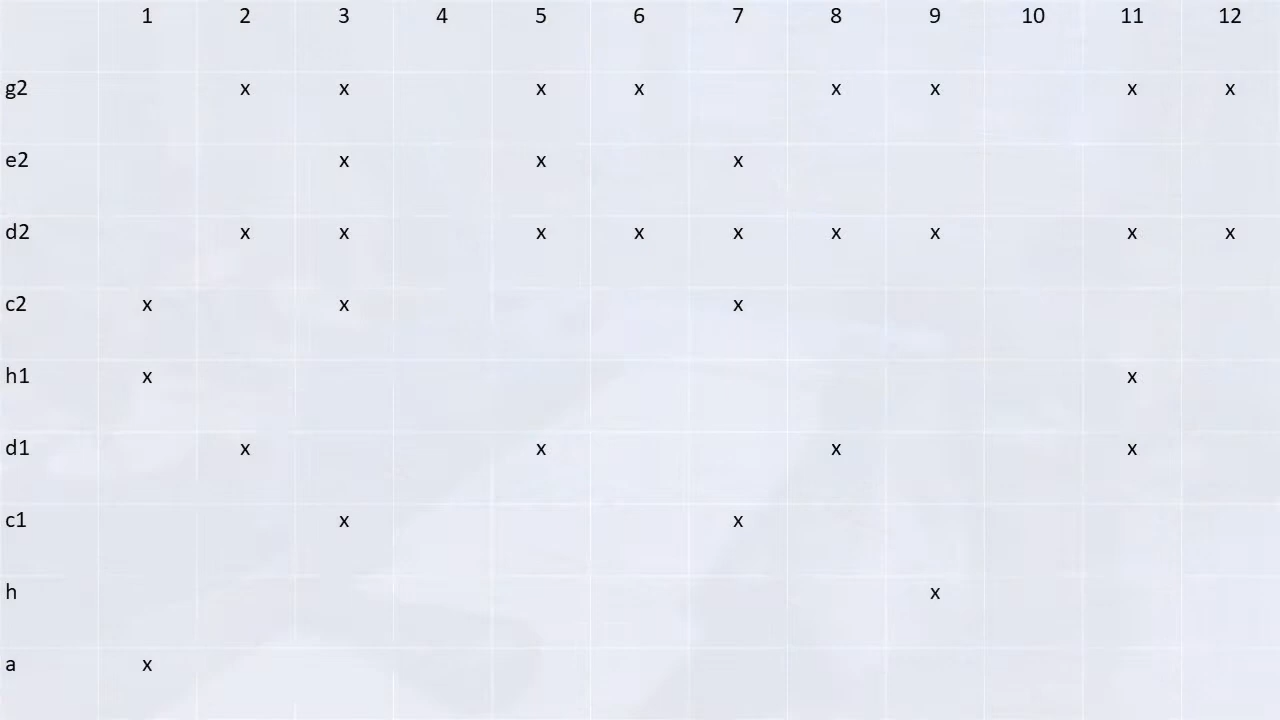 1 2 3 4 5 6 7 8 9 10 11 12
g2 x x x x x x x x
e2 x x x
d2 x x x x x x x x x
c2 x x x
h1 x x
d1 x x x x
c1 x x
h x
a x